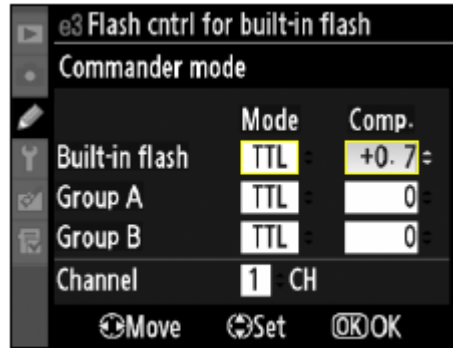 e3 Flash cntrl for built-in flash
Commander mode
Mode Comp.
Built-in flash TTL +0.7
Group A TTL 0
Group B TTL 0
Channel 1 CH
Move Set OK OK